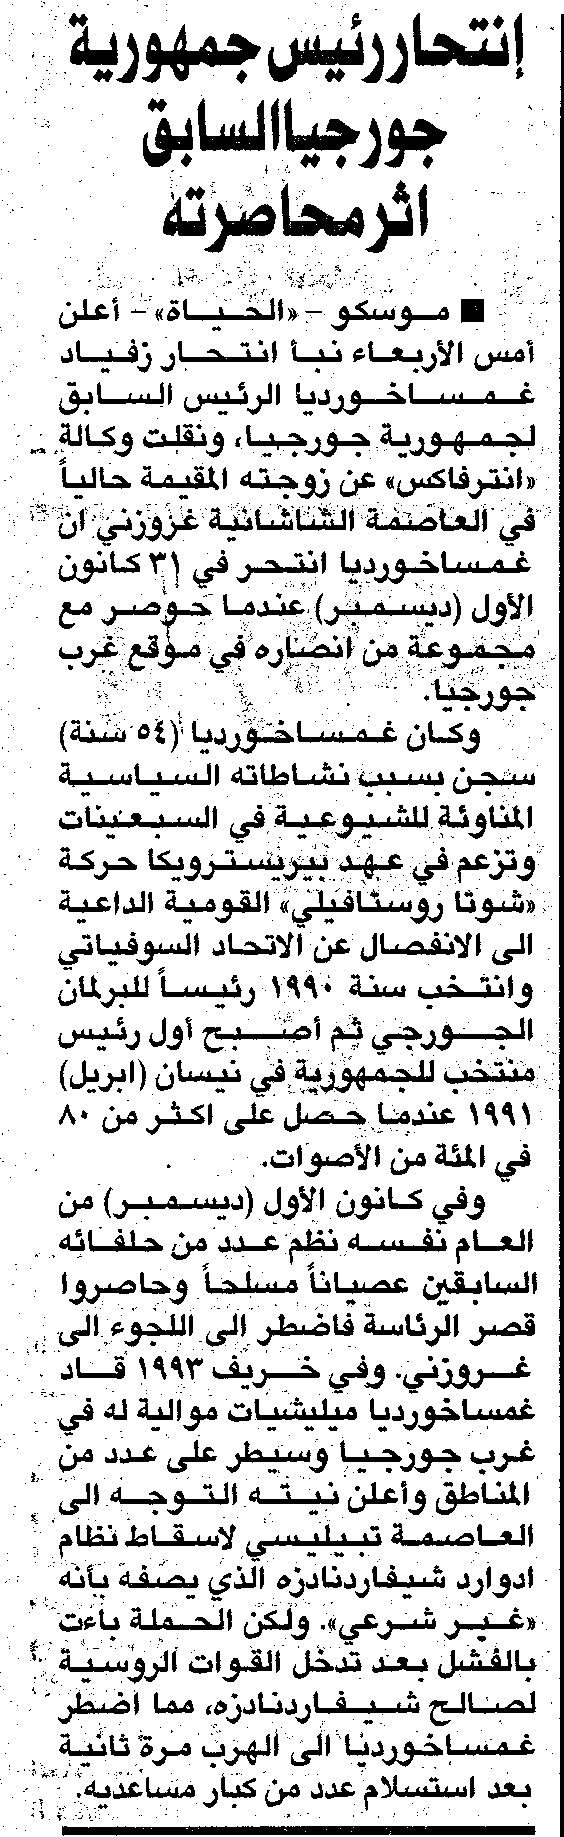 إنتحار رئيس جمهورية
جورجيا السابق
اثر محاصرته
■ موسكو – «الحياة» – أعلن
أمس الأربعاء نبأ انتحار زفياد
غمساخورديا الرئيس السابق
لجمهورية جورجيا، ونقلت وكالة
«انترفاكس» عن زوجته المقيمة حالياً
في العاصمة الشاشانية غروزني ان
غمساخورديا انتحر في ٣١ كانون
الأول (ديسمبر) عندما حوصر مع
مجموعة من انصاره في موقع غرب
جورجيا.
وكان غمساخورديا (٥٤ سنة)
سجن بسبب نشاطاته السياسية
المناوئة للشيوعية في السبعينات
وتزعم في عهد بيريسترويكا حركة
«شوتا روستافيلي» القومية الداعية
الى الانفصال عن الاتحاد السوفياتي
وانتخب سنة ١٩٩٠ رئيساً للبرلمان
الجورجي ثم أصبح أول رئيس
منتخب للجمهورية في نيسان (ابريل)
١٩٩١ عندما حصل على اكثر من ٨٠
في المئة من الأصوات.
وفي كانون الأول (ديسمبر) من
العام نفسه نظم عدد من حلفائه
السابقين عصياناً مسلحاً وحاصروا
قصر الرئاسة فاضطر الى اللجوء الى
غروزني. وفي خريف ١٩٩٣ قاد
غمساخورديا ميليشيات موالية له في
غرب جورجيا وسيطر على عدد من
المناطق وأعلن نيته التوجه الى
العاصمة تبيليسي لاسقاط نظام
ادوارد شيفاردنادزه الذي يصفه بأنه
«غير شرعي». ولكن الحملة باءت
بالفشل بعد تدخل القوات الروسية
لصالح شيفاردنادزه، مما اضطر
غمساخورديا الى الهرب مرة ثانية
بعد استسلام عدد من كبار مساعديه.